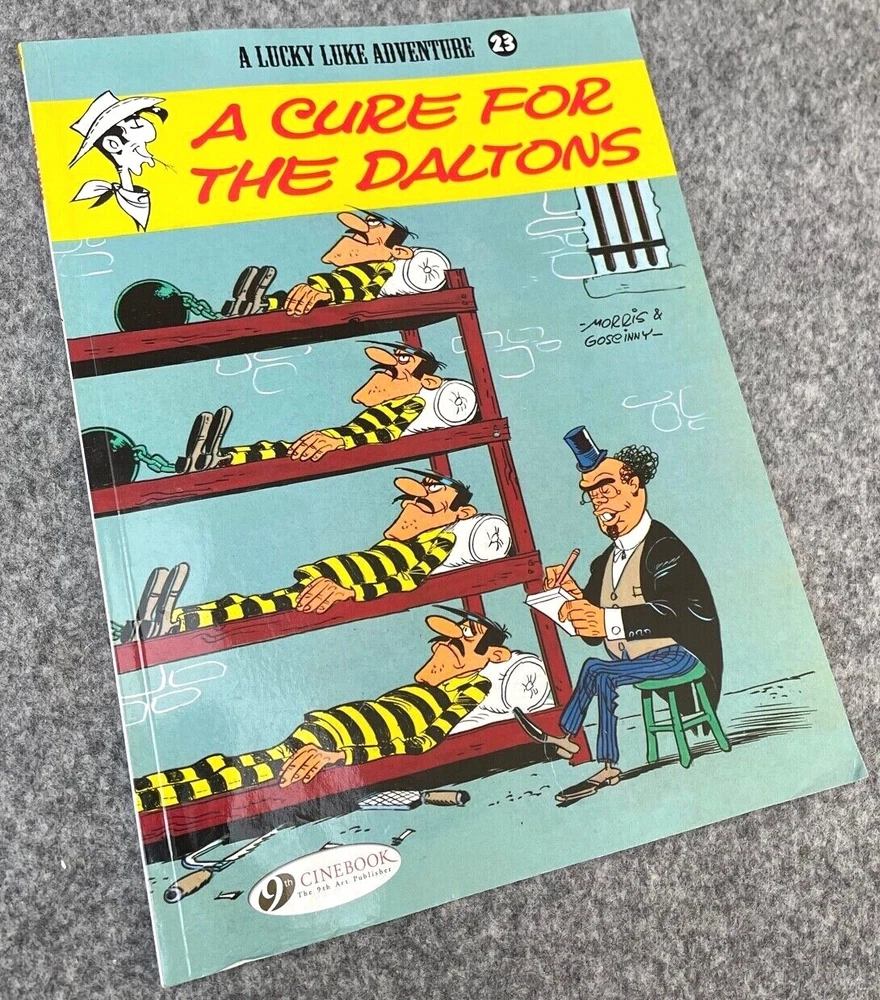 A LUCKY LUKE ADVENTURE 23
A CURE FOR
THE DALTONS
-MORRIS &
GOSCINNY-
9th CINEBOOK
The 9th Art Publisher